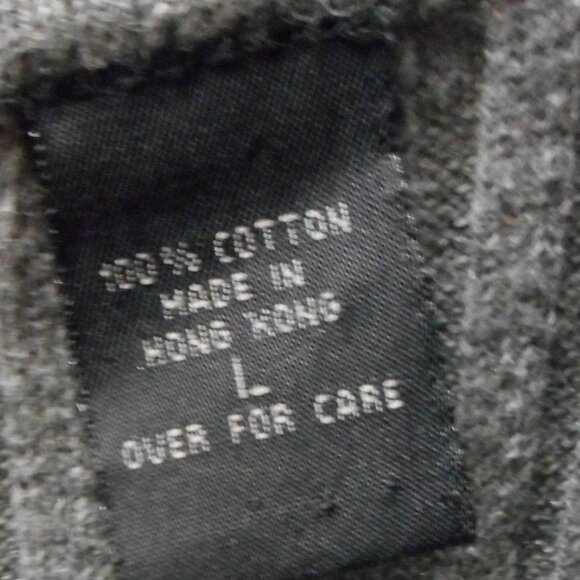 100% COTTON
MADE IN
HONG KONG
L
OVER FOR CARE